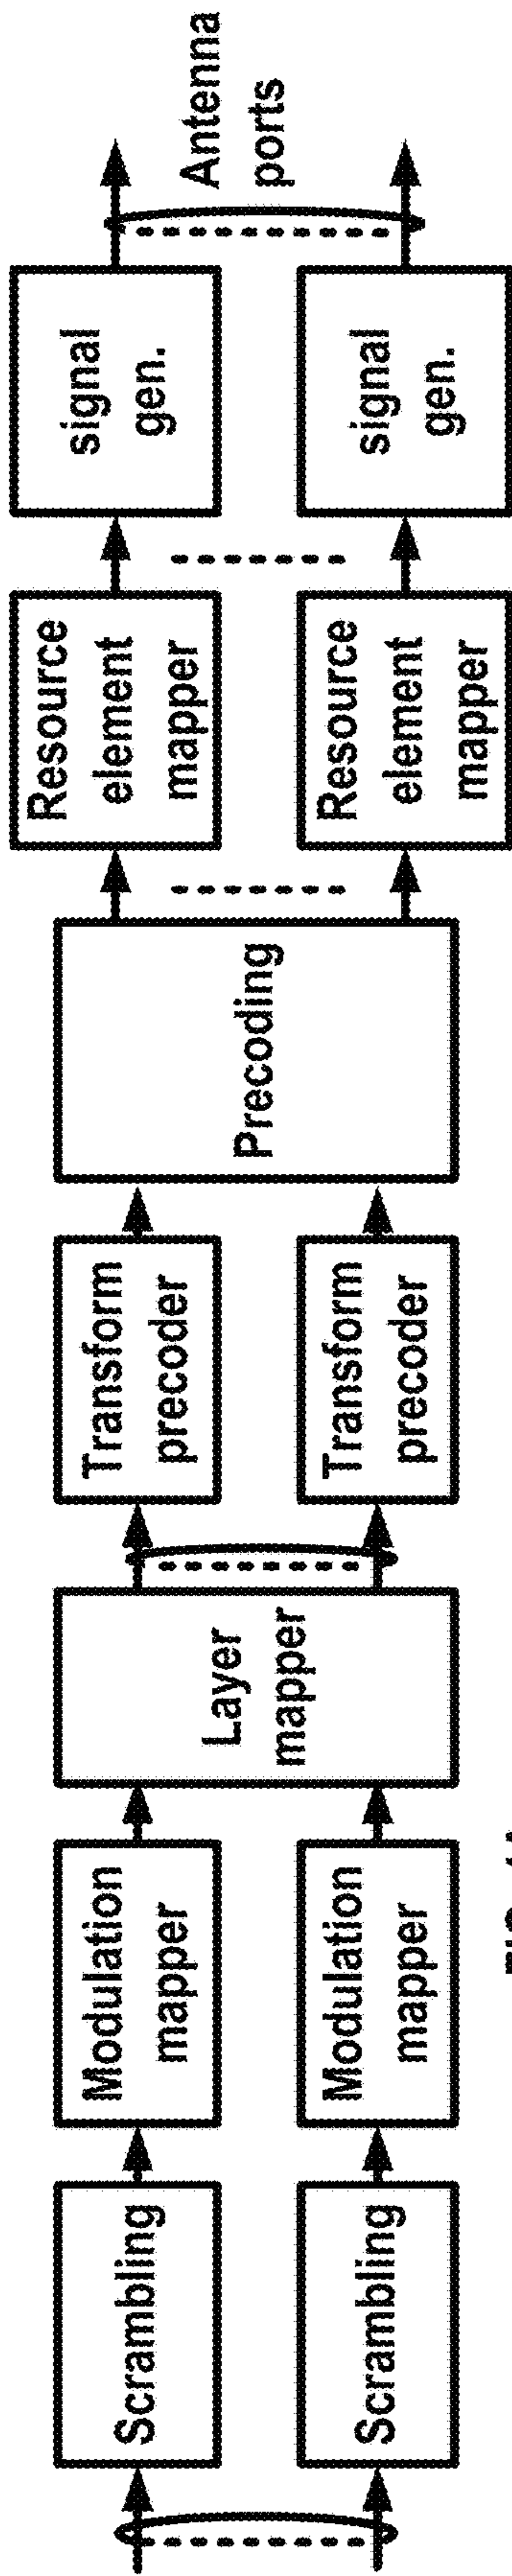 Scrambling
Scrambling
Modulation
mapper
Modulation
mapper
Layer
mapper
Transform
precoder
Transform
precoder
Precoding
Resource
element
mapper
Resource
element
mapper
signal
gen.
signal
gen.
Antenna
ports